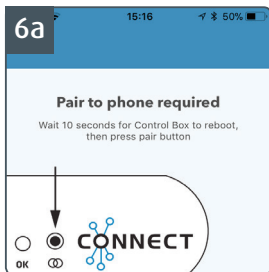 6a
15:16
50%
Pair to phone required
Wait 10 seconds for Control Box to reboot,
then press pair button
CONNECT
OK